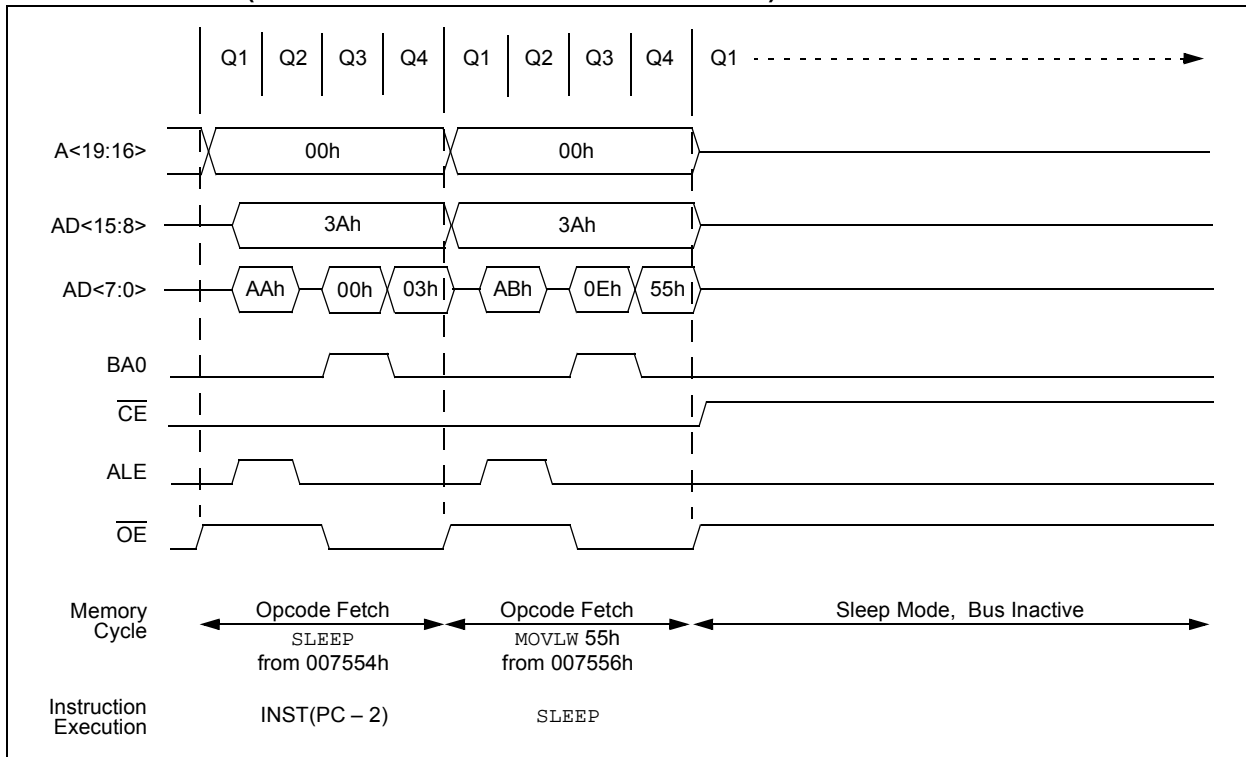 Q1 Q2 Q3 Q4 Q1 Q2 Q3 Q4 Q1
A<19:16> 00h 00h
AD<15:8> 3Ah 3Ah
AD<7:0> AAh 00h 03h ABh 0Eh 55h
BA0
CE
ALE
OE
Memory Cycle
Opcode Fetch Opcode Fetch Sleep Mode, Bus Inactive
SLEEP MOVLW 55h
from 007554h from 007556h
Instruction Execution
INST(PC – 2) SLEEP